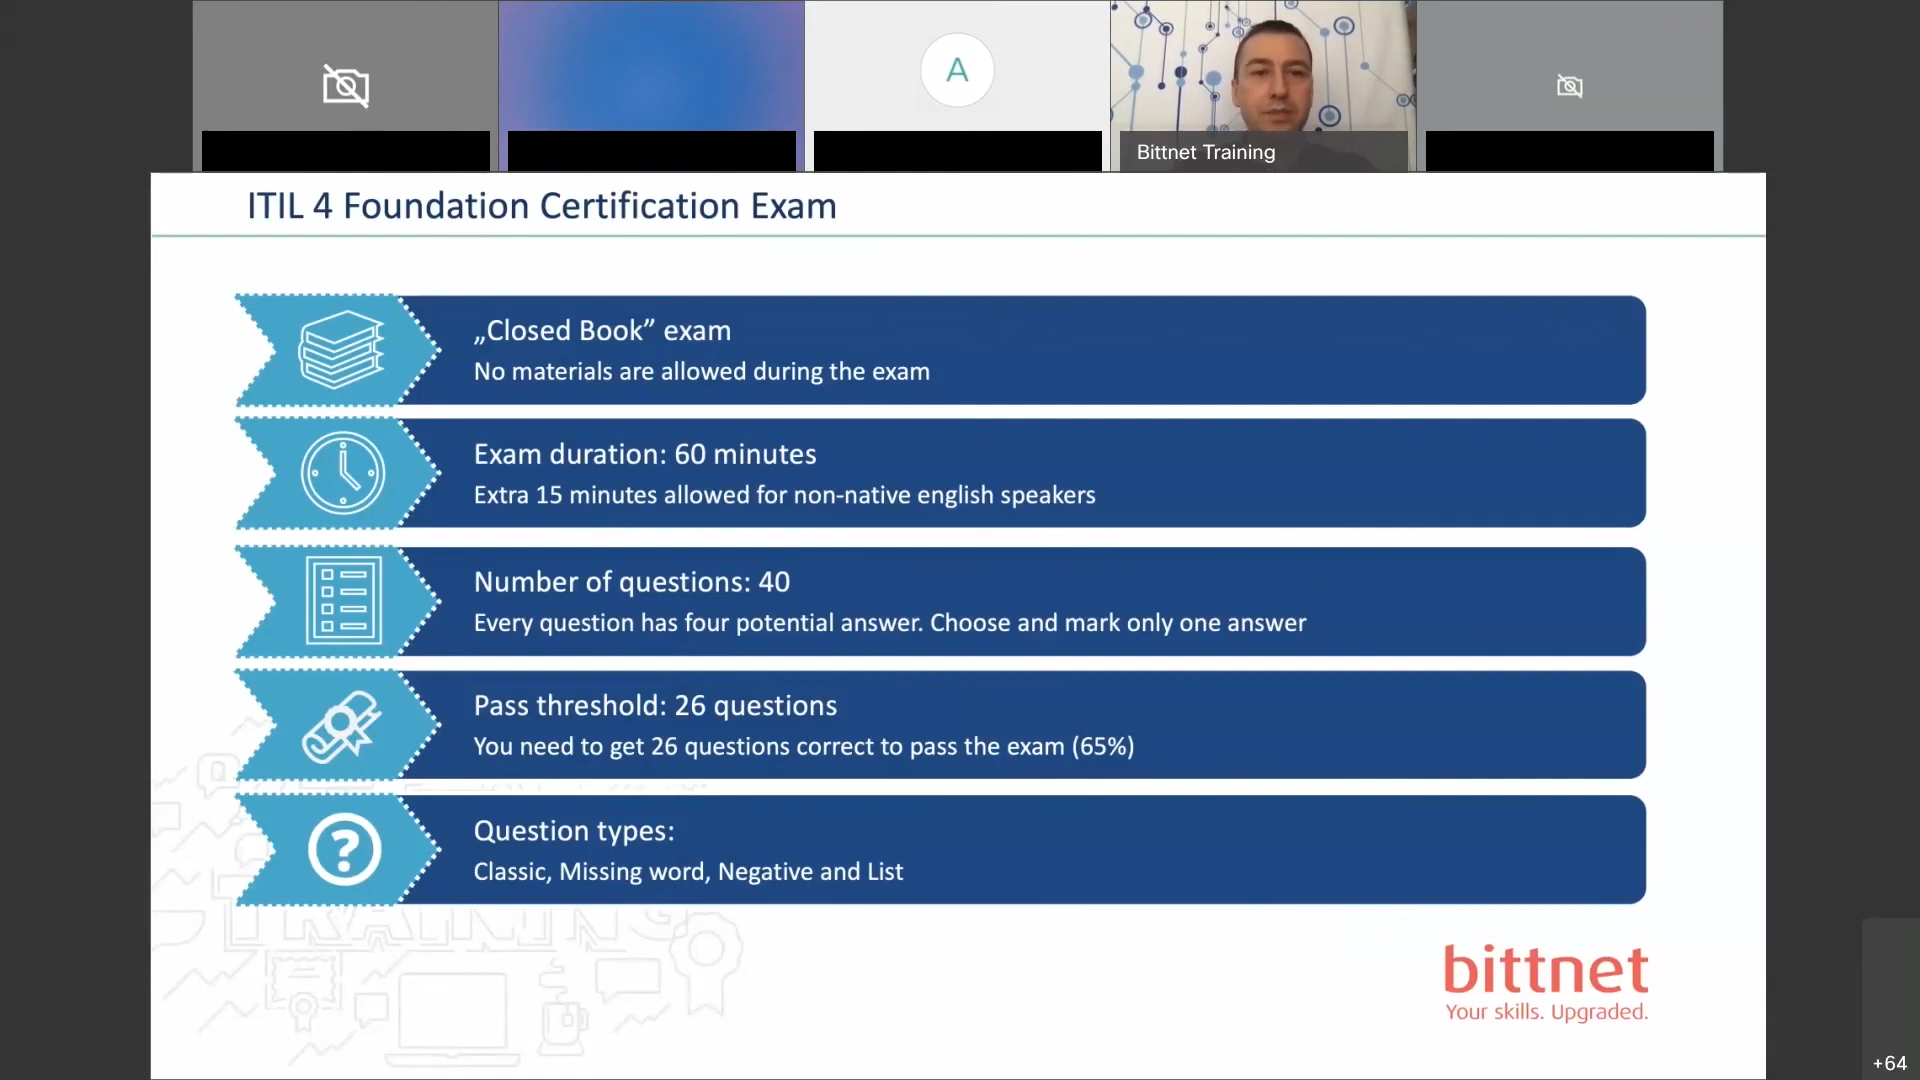 A
Bittnet Training
ITIL 4 Foundation Certification Exam
„Closed Book” exam
No materials are allowed during the exam
Exam duration: 60 minutes
Extra 15 minutes allowed for non-native english speakers
Number of questions: 40
Every question has four potential answer. Choose and mark only one answer
Pass threshold: 26 questions
You need to get 26 questions correct to pass the exam (65%)
?
Question types:
Classic, Missing word, Negative and List
TRAINING
bittnet
Your skills. Upgraded.
+64